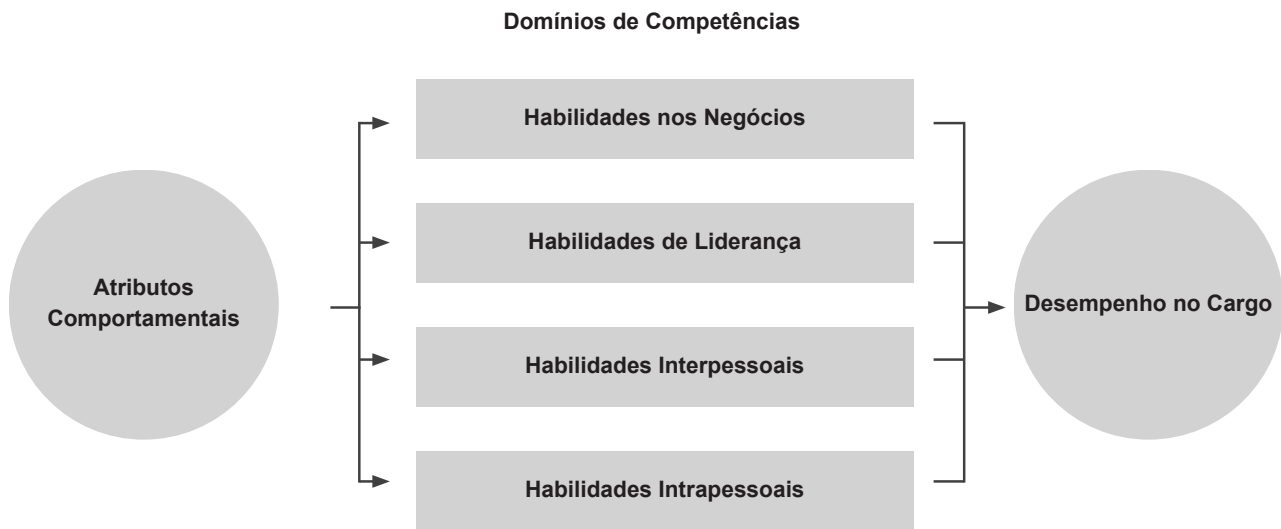 Domínios de Competências
Habilidades nos Negócios
Habilidades de Liderança
Atributos
Comportamentais
Desempenho no Cargo
Habilidades Interpessoais
Habilidades Intrapessoais